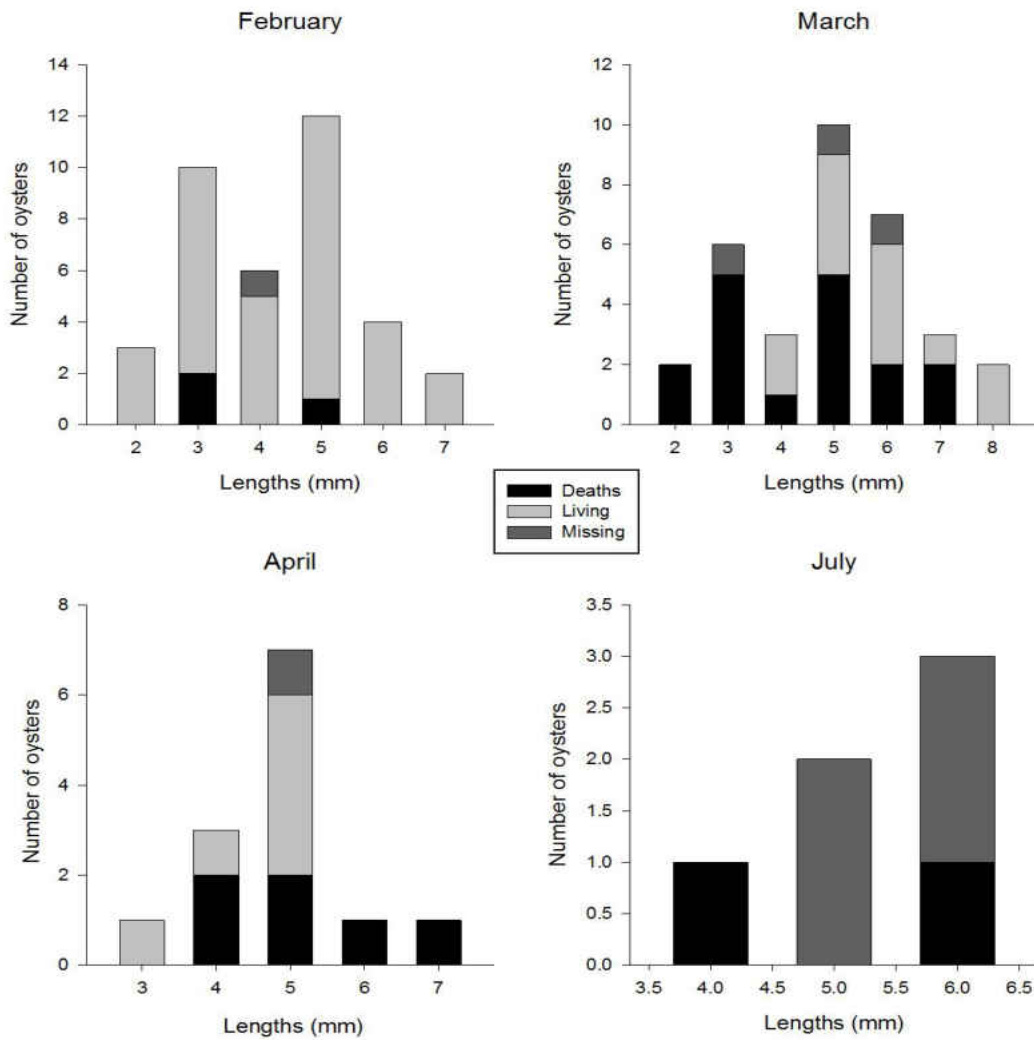 February
14
12
10
8
6
4
2
0
Number of oysters
2 3 4 5 6 7
Lengths (mm)
March
12
10
8
6
4
2
0
Number of oysters
2 3 4 5 6 7 8
Lengths (mm)
Deaths
Living
Missing
April
8
6
4
2
0
Number of oysters
3 4 5 6 7
Lengths (mm)
July
3.5
3.0
2.5
2.0
1.5
1.0
0.5
0.0
Number of oysters
3.5 4.0 4.5 5.0 5.5 6.0 6.5
Lengths (mm)